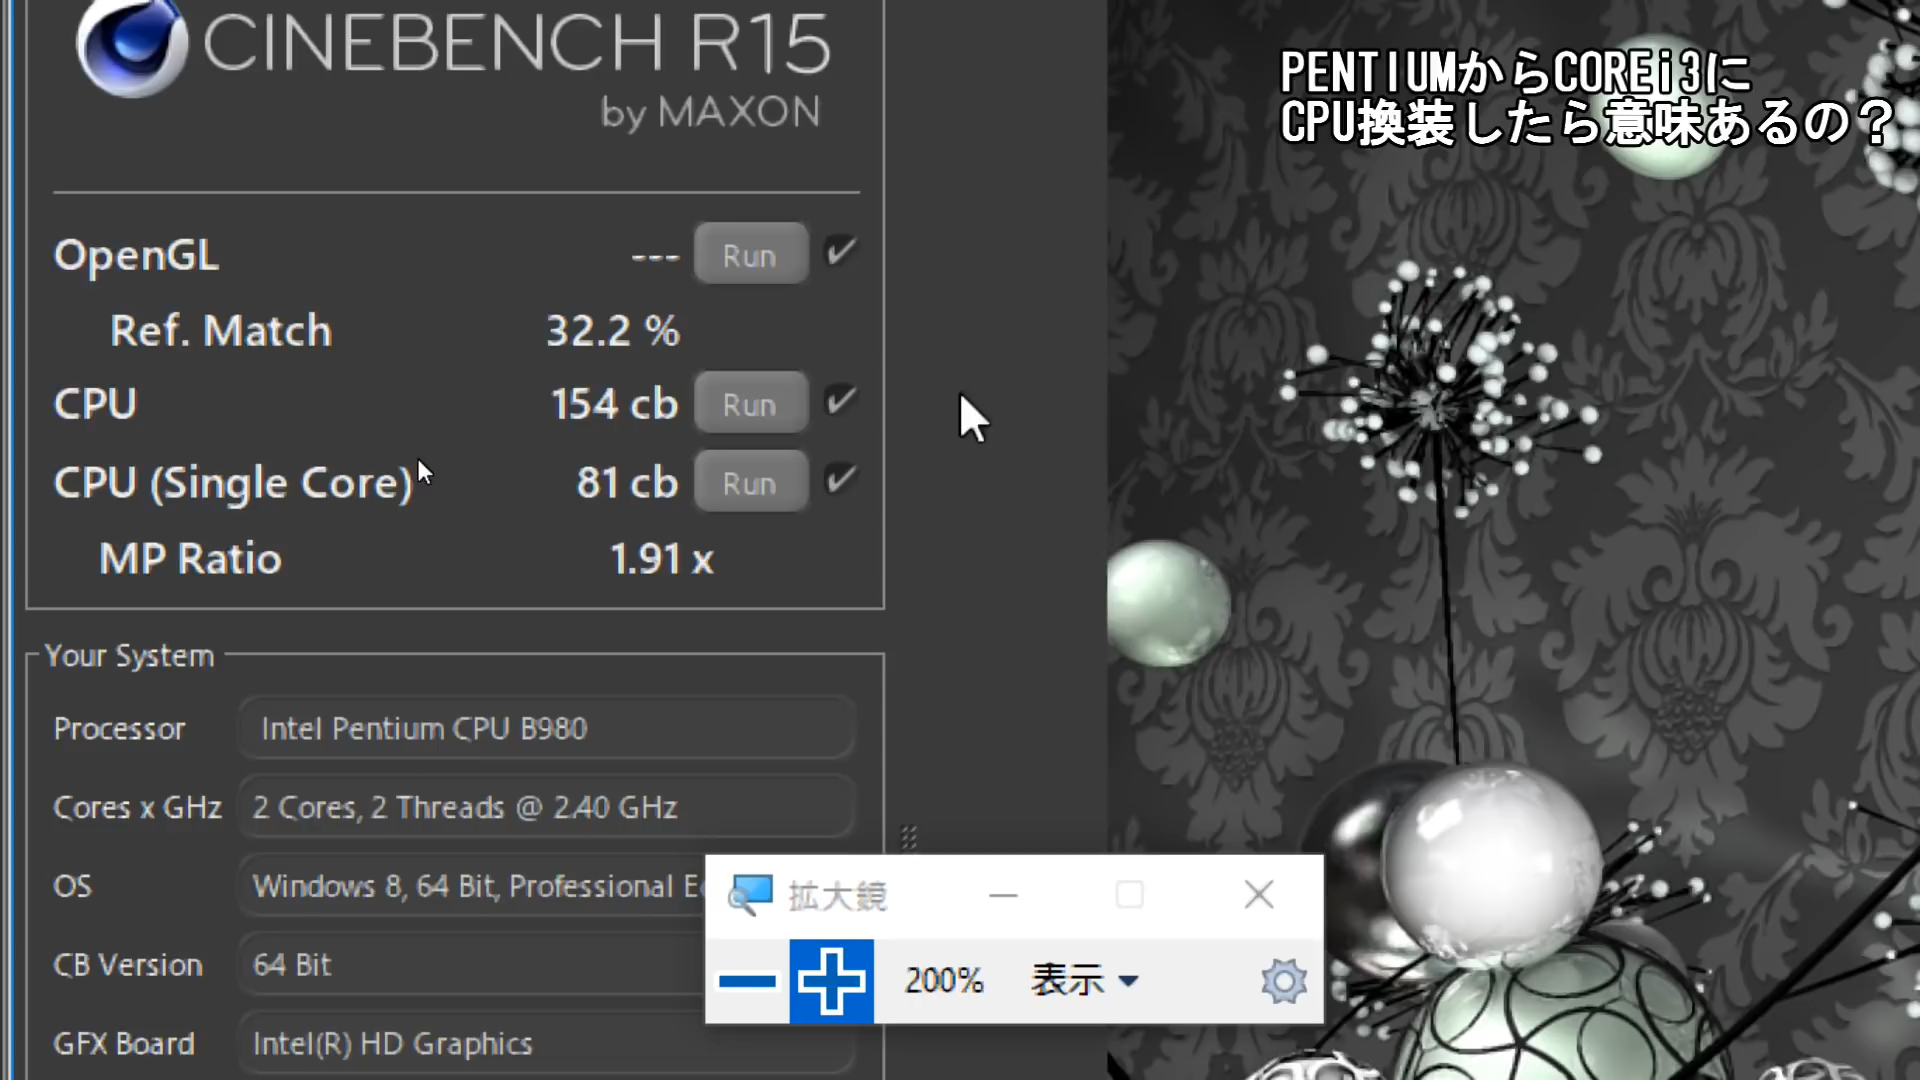 CINEBENCH R15
by MAXON
PENTIUMからCOREi3に
CPU換装したら意味あるの？
OpenGL --- Run
Ref. Match 32.2 %
CPU 154 cb Run
CPU (Single Core) 81 cb Run
MP Ratio 1.91 x
Your System
Processor Intel Pentium CPU B980
Cores x GHz 2 Cores, 2 Threads @ 2.40 GHz
OS Windows 8, 64 Bit, Professional
CB Version 64 Bit
GFX Board Intel(R) HD Graphics
拡大鏡
200% 表示